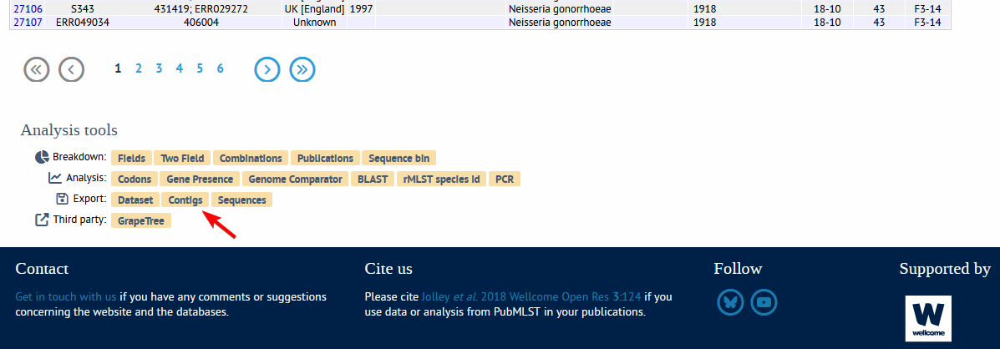 27106 S343 431419; ERR029272 UK [England] 1997 Neisseria gonorrhoeae 1918 18-10 43 F3-14
27107 ERR049034 406004 Unknown Neisseria gonorrhoeae 1918 18-10 43 F3-14
1 2 3 4 5 6
Analysis tools
Breakdown: Fields Two Field Combinations Publications Sequence bin
Analysis: Codons Gene Presence Genome Comparator BLAST rMLST species id PCR
Export: Dataset Contigs Sequences
Third party: GrapeTree
Contact
Get in touch with us if you have any comments or suggestions
concerning the website and the databases.
Cite us
Please cite Jolley et al. 2018 Wellcome Open Res 3:124 if you
use data or analysis from PubMLST in your publications.
Follow
Supported by
W
wellcome